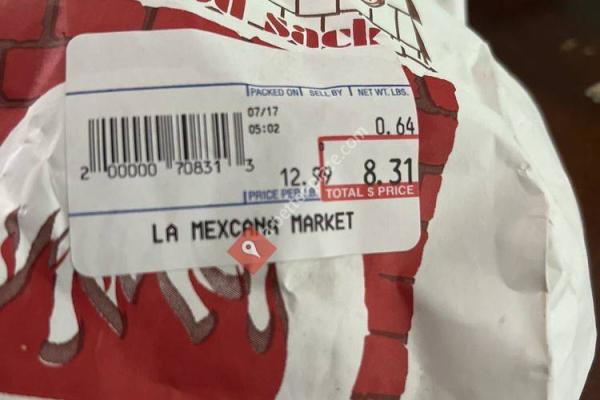 sack
PACKED ON SELL BY NET WT. LBS.
07/17
05:02
0.64
2 00000 70831 3
12.99 8.31
PRICE PER LB. TOTAL $ PRICE
LA MEXCANA MARKET